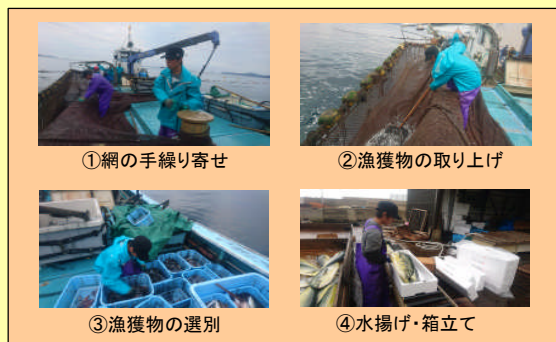 ①網の手繰り寄せ
②漁獲物の取り上げ
③漁獲物の選別
④水揚げ・箱立て